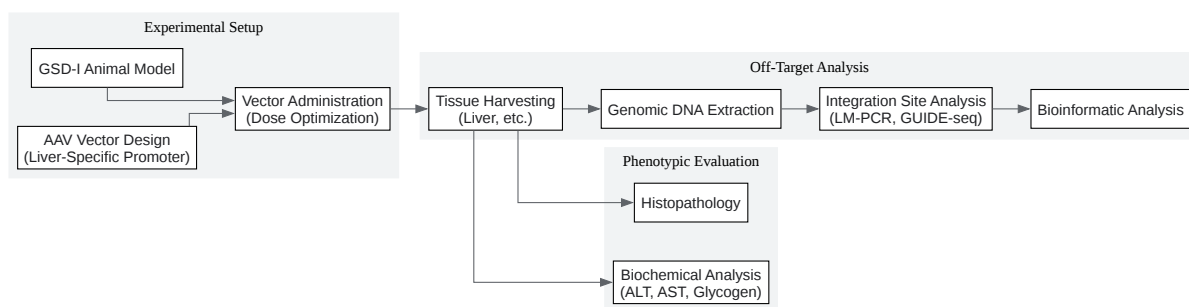 Experimental Setup
GSD-I Animal Model
AAV Vector Design
(Liver-Specific Promoter)
Vector Administration
(Dose Optimization)
Off-Target Analysis
Tissue Harvesting
(Liver, etc.)
Genomic DNA Extraction
Integration Site Analysis
(LM-PCR, GUIDE-seq)
Bioinformatic Analysis
Phenotypic Evaluation
Histopathology
Biochemical Analysis
(ALT, AST, Glycogen)